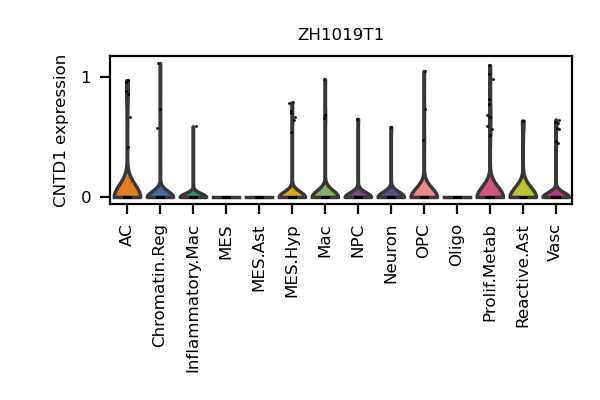 ZH1019T1
CNTD1 expression
1
0
AC
Chromatin.Reg
Inflammatory.Mac
MES
MES.Ast
MES.Hyp
Mac
NPC
Neuron
OPC
Oligo
Prolif.Metab
Reactive.Ast
Vasc